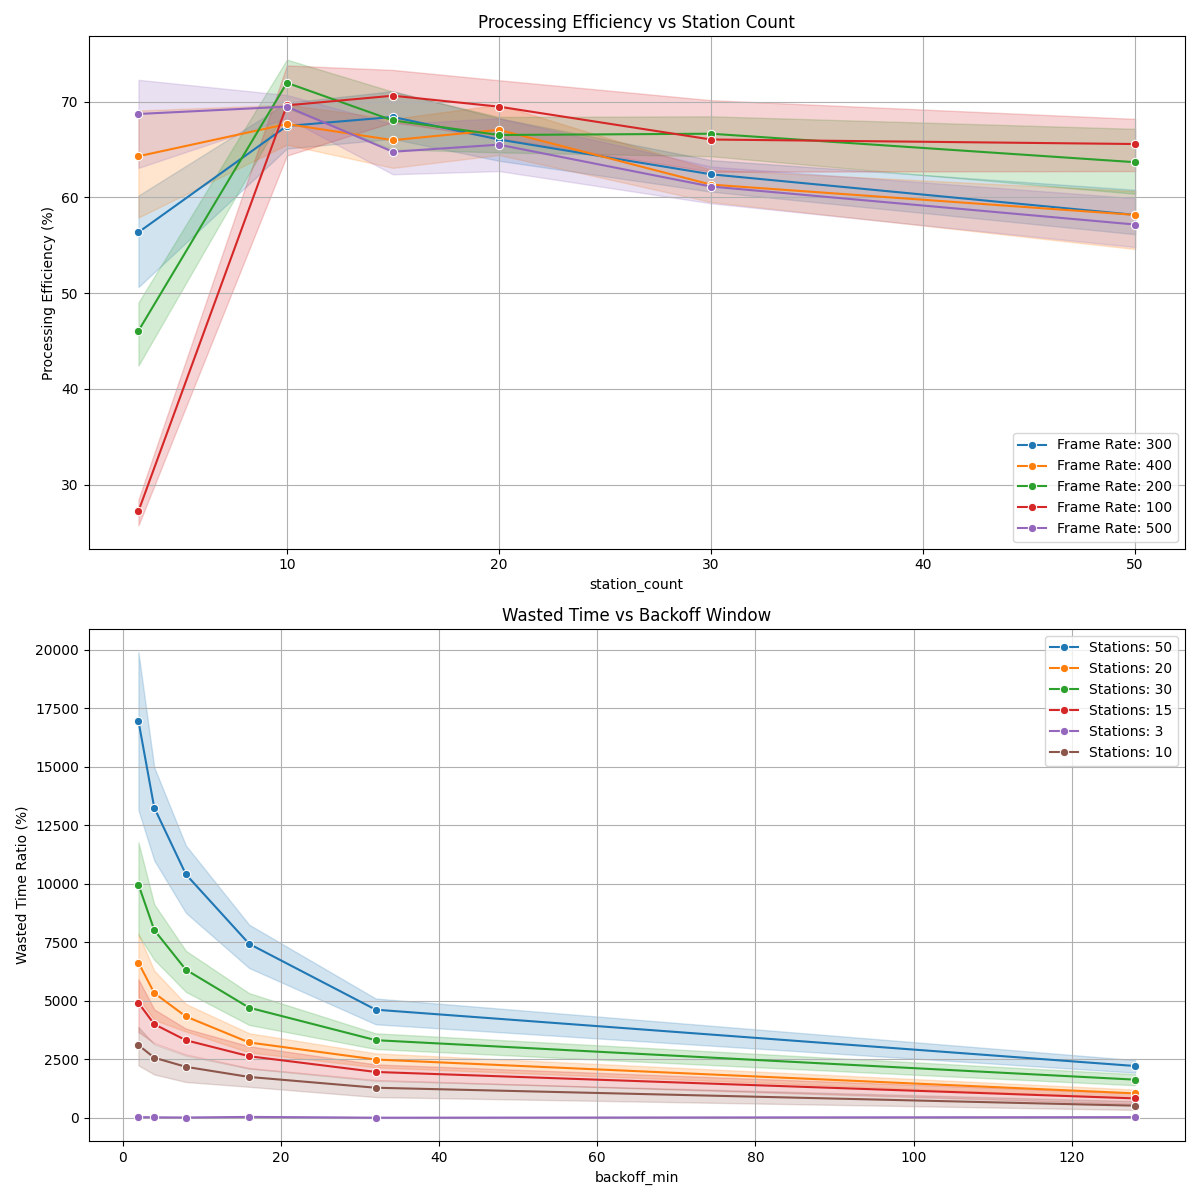 Processing Efficiency vs Station Count
Processing Efficiency (%)
70
60
50
40
30
Frame Rate: 300
Frame Rate: 400
Frame Rate: 200
Frame Rate: 100
Frame Rate: 500
10 20 30 40 50
station_count
Wasted Time vs Backoff Window
Wasted Time Ratio (%)
20000
17500
15000
12500
10000
7500
5000
2500
0
Stations: 50
Stations: 20
Stations: 30
Stations: 15
Stations: 3
Stations: 10
0 20 40 60 80 100 120
backoff_min